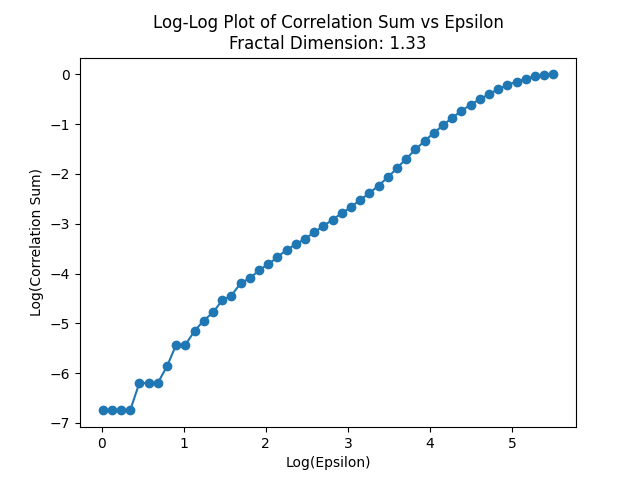 Log-Log Plot of Correlation Sum vs Epsilon
Fractal Dimension: 1.33
0
−1
−2
−3
−4
−5
−6
−7
Log(Correlation Sum)
0 1 2 3 4 5
Log(Epsilon)